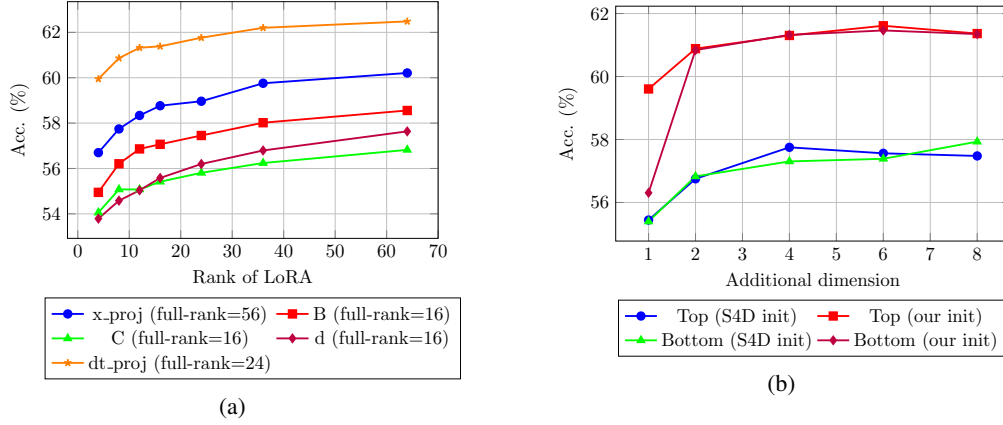 62
60
58
56
54
Acc. (%)
0 10 20 30 40 50 60 70
Rank of LoRA
x_proj (full-rank=56) B (full-rank=16)
C (full-rank=16) d (full-rank=16)
dt_proj (full-rank=24)
(a)
62
60
58
56
Acc. (%)
1 2 3 4 5 6 7 8
Additional dimension
Top (S4D init) Top (our init)
Bottom (S4D init) Bottom (our init)
(b)